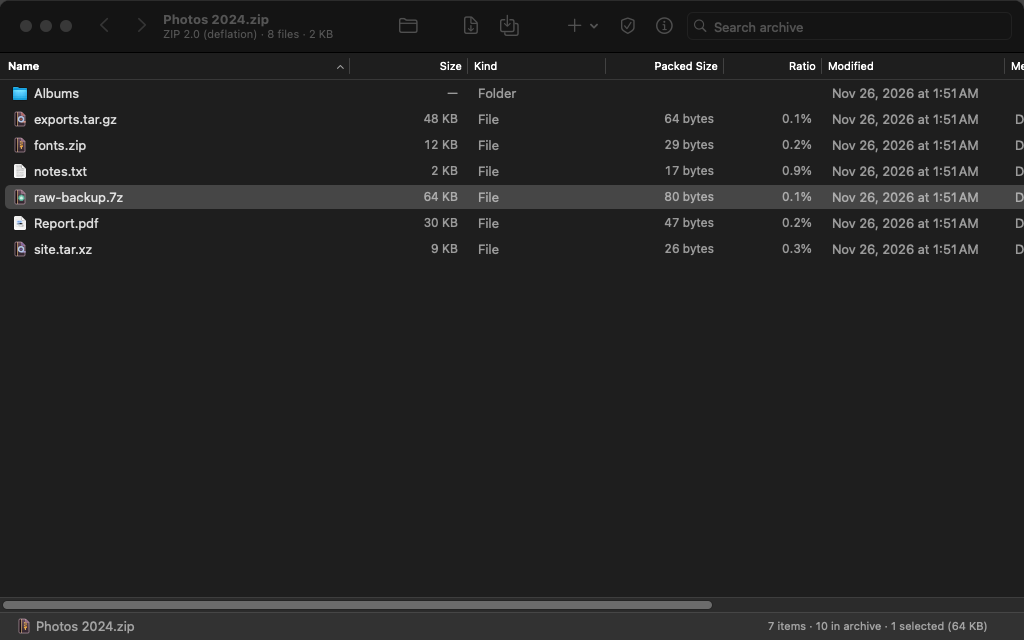 Photos 2024.zip
ZIP 2.0 (deflation) · 8 files · 2 KB
Search archive
Name Size Kind Packed Size Ratio Modified Me
Albums — Folder Nov 26, 2026 at 1:51 AM
exports.tar.gz 48 KB File 64 bytes 0.1% Nov 26, 2026 at 1:51 AM D
fonts.zip 12 KB File 29 bytes 0.2% Nov 26, 2026 at 1:51 AM D
notes.txt 2 KB File 17 bytes 0.9% Nov 26, 2026 at 1:51 AM D
raw-backup.7z 64 KB File 80 bytes 0.1% Nov 26, 2026 at 1:51 AM D
Report.pdf 30 KB File 47 bytes 0.2% Nov 26, 2026 at 1:51 AM D
site.tar.xz 9 KB File 26 bytes 0.3% Nov 26, 2026 at 1:51 AM D
Photos 2024.zip 7 items · 10 in archive · 1 selected (64 KB)